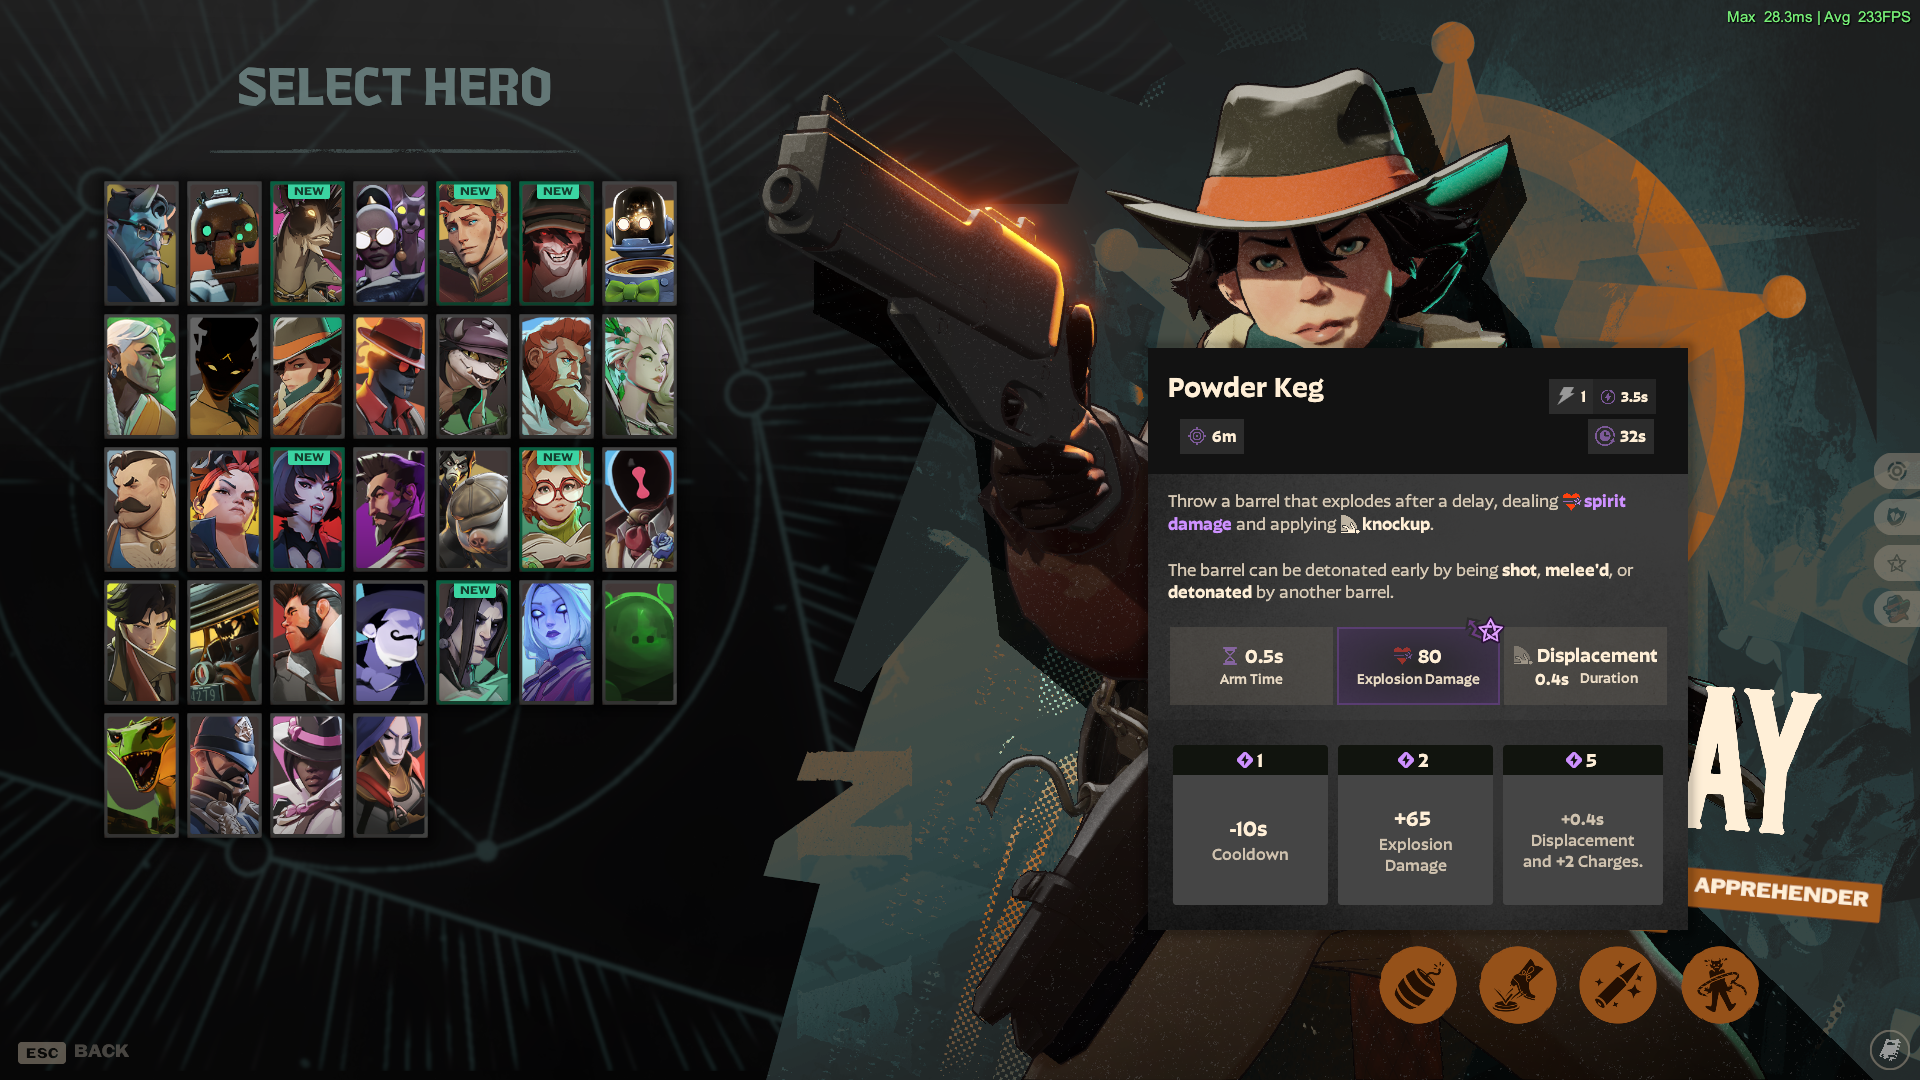 Max 28.3ms | Avg 233FPS
SELECT HERO
NEW
NEW
NEW
NEW
NEW
NEW
1279
Powder Keg
1
3.5s
6m
32s
Throw a barrel that explodes after a delay, dealing spirit
damage and applying knockup.
The barrel can be detonated early by being shot, melee'd, or
detonated by another barrel.
0.5s
Arm Time
80
Explosion Damage
Displacement
0.4s Duration
1
-10s
Cooldown
2
+65
Explosion
Damage
5
+0.4s
Displacement
and +2 Charges.
AY
APPREHENDER
ESC BACK